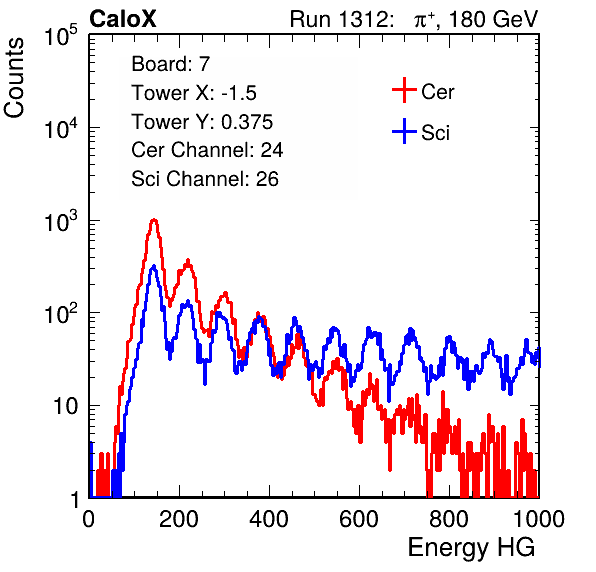 CaloX Run 1312: π⁺, 180 GeV
Counts
Board: 7
Tower X: -1.5
Tower Y: 0.375
Cer Channel: 24
Sci Channel: 26
Cer
Sci
10⁵
10⁴
10³
10²
10
1
0 200 400 600 800 1000
Energy HG